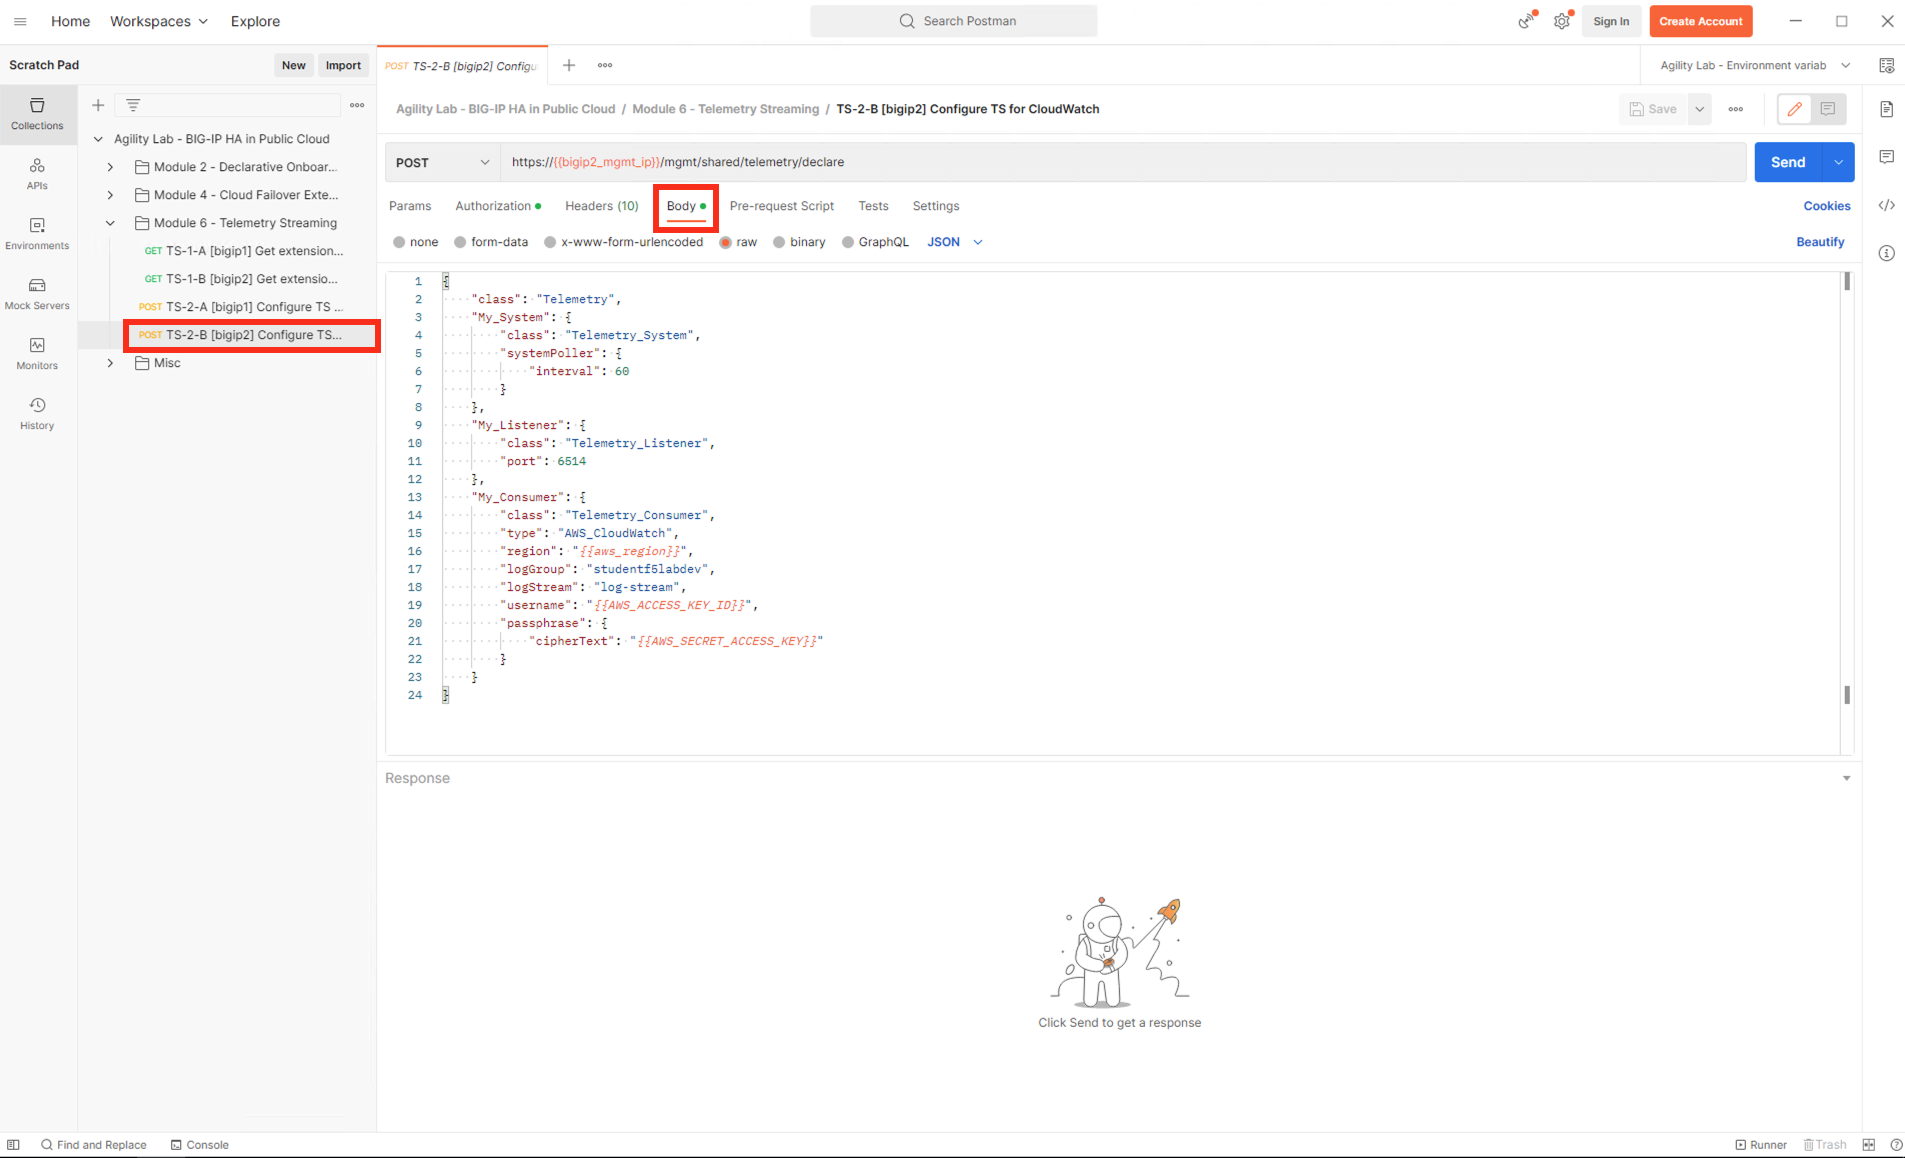 Home Workspaces Explore
Search Postman
Sign In Create Account
Scratch Pad
New Import
POST TS-2-B [bigip2] Configu
Agility Lab - Environment variab
Collections
APIs
Environments
Mock Servers
Monitors
History
Agility Lab - BIG-IP HA in Public Cloud
Module 2 - Declarative Onboar...
Module 4 - Cloud Failover Exte...
Module 6 - Telemetry Streaming
GET TS-1-A [bigip1] Get extension...
GET TS-1-B [bigip2] Get extensio...
POST TS-2-A [bigip1] Configure TS ...
POST TS-2-B [bigip2] Configure TS...
Misc
Agility Lab - BIG-IP HA in Public Cloud / Module 6 - Telemetry Streaming / TS-2-B [bigip2] Configure TS for CloudWatch
Save
POST https://{{bigip2_mgmt_ip}}/mgmt/shared/telemetry/declare
Send
Params Authorization Headers (10) Body Pre-request Script Tests Settings
Cookies
none form-data x-www-form-urlencoded raw binary GraphQL JSON
Beautify
1 {
2 "class": "Telemetry",
3 "My_System": {
4 "class": "Telemetry_System",
5 "systemPoller": {
6 "interval": 60
7 }
8 },
9 "My_Listener": {
10 "class": "Telemetry_Listener",
11 "port": 6514
12 },
13 "My_Consumer": {
14 "class": "Telemetry_Consumer",
15 "type": "AWS_CloudWatch",
16 "region": "{{aws_region}}",
17 "logGroup": "studentf5labdev",
18 "logStream": "log-stream",
19 "username": "{{AWS_ACCESS_KEY_ID}}",
20 "passphrase": {
21 "cipherText": "{{AWS_SECRET_ACCESS_KEY}}"
22 }
23 }
24 }
Response
Click Send to get a response
Find and Replace Console
Runner Trash